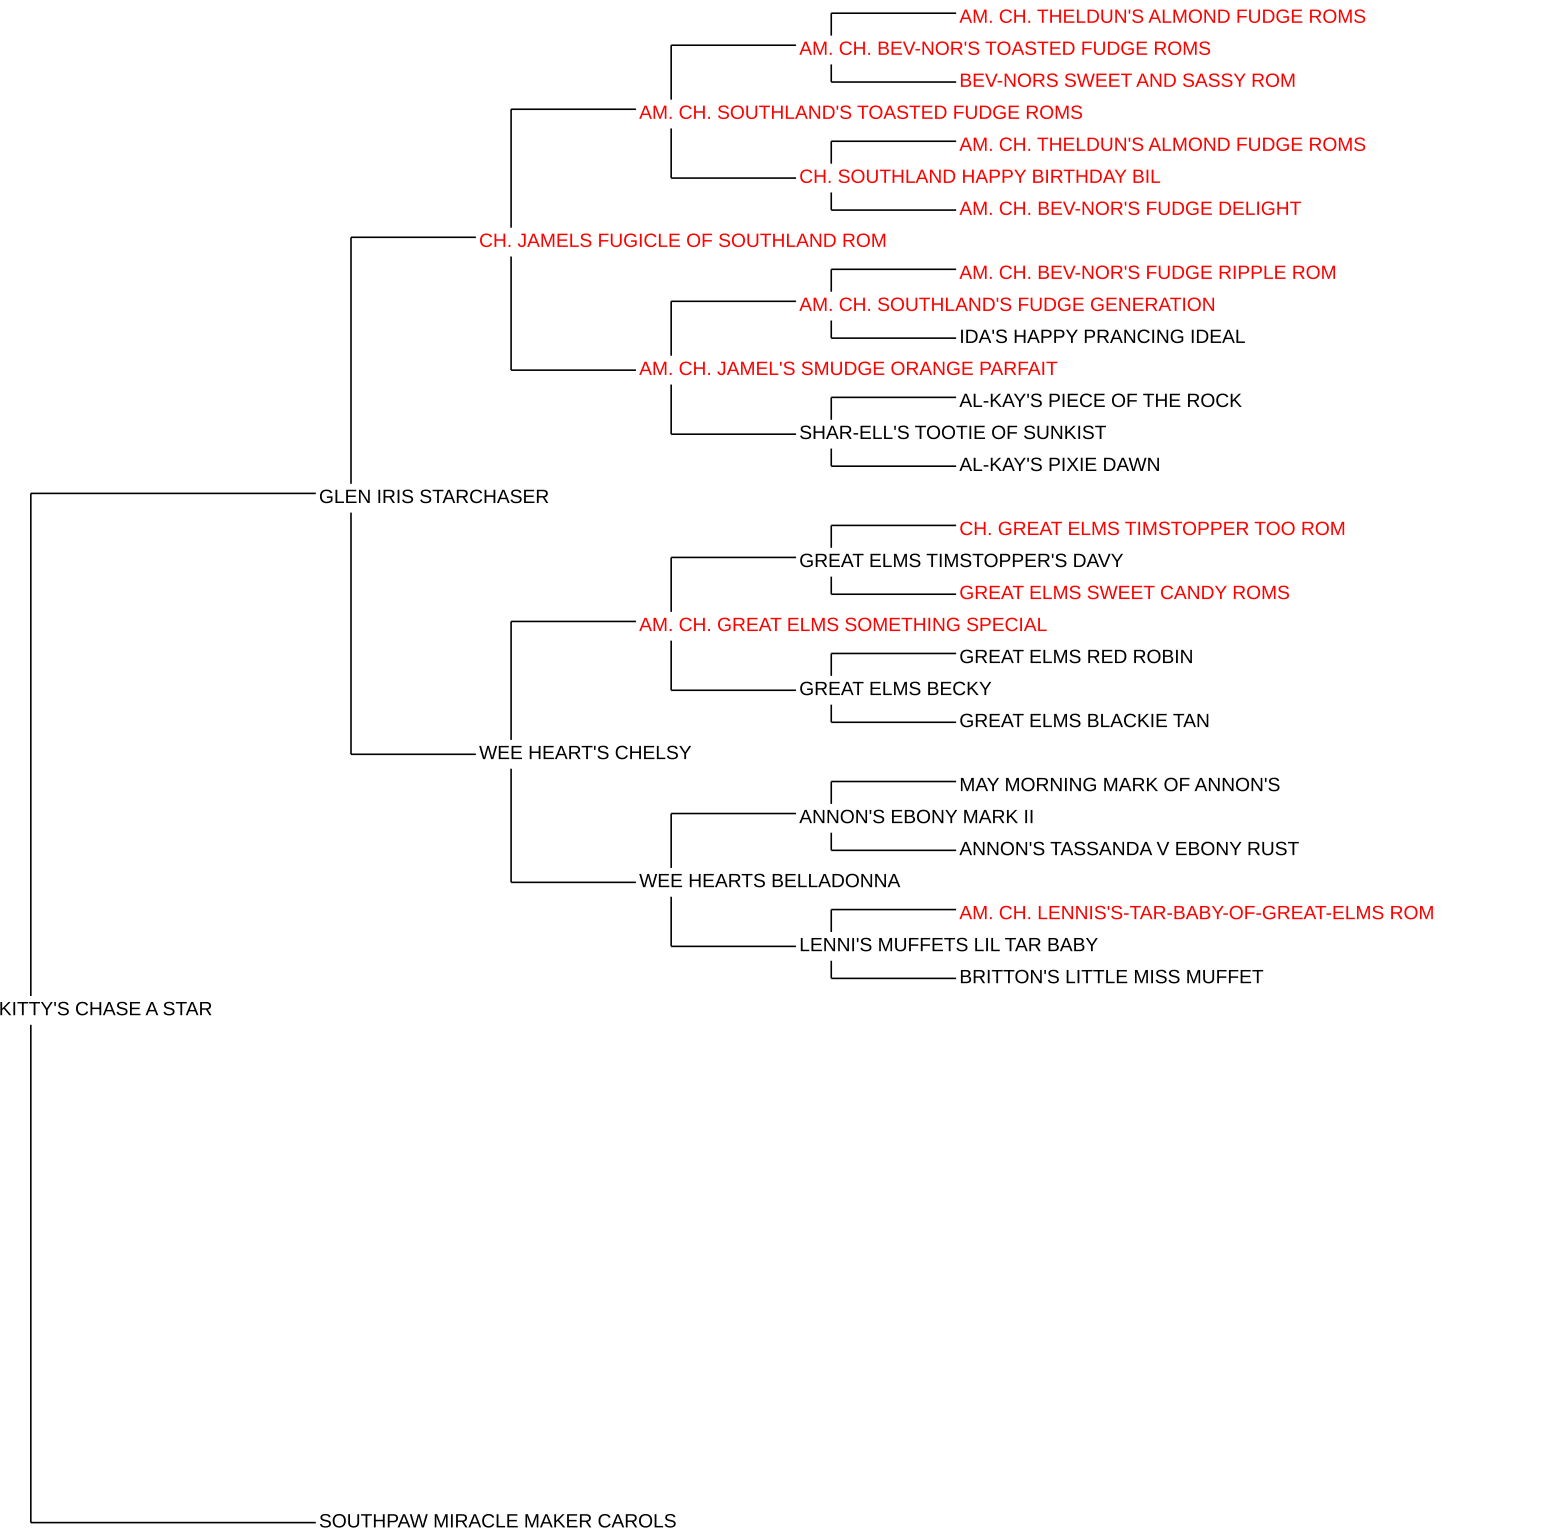 AM. CH. THELDUN'S ALMOND FUDGE ROMS
AM. CH. BEV-NOR'S TOASTED FUDGE ROMS
BEV-NORS SWEET AND SASSY ROM
AM. CH. SOUTHLAND'S TOASTED FUDGE ROMS
AM. CH. THELDUN'S ALMOND FUDGE ROMS
CH. SOUTHLAND HAPPY BIRTHDAY BIL
AM. CH. BEV-NOR'S FUDGE DELIGHT
CH. JAMELS FUGICLE OF SOUTHLAND ROM
AM. CH. BEV-NOR'S FUDGE RIPPLE ROM
AM. CH. SOUTHLAND'S FUDGE GENERATION
IDA'S HAPPY PRANCING IDEAL
AM. CH. JAMEL'S SMUDGE ORANGE PARFAIT
AL-KAY'S PIECE OF THE ROCK
SHAR-ELL'S TOOTIE OF SUNKIST
AL-KAY'S PIXIE DAWN
GLEN IRIS STARCHASER
CH. GREAT ELMS TIMSTOPPER TOO ROM
GREAT ELMS TIMSTOPPER'S DAVY
GREAT ELMS SWEET CANDY ROMS
AM. CH. GREAT ELMS SOMETHING SPECIAL
GREAT ELMS RED ROBIN
GREAT ELMS BECKY
GREAT ELMS BLACKIE TAN
WEE HEART'S CHELSY
MAY MORNING MARK OF ANNON'S
ANNON'S EBONY MARK II
ANNON'S TASSANDA V EBONY RUST
WEE HEARTS BELLADONNA
AM. CH. LENNIS'S-TAR-BABY-OF-GREAT-ELMS ROM
LENNI'S MUFFETS LIL TAR BABY
BRITTON'S LITTLE MISS MUFFET
KITTY'S CHASE A STAR
SOUTHPAW MIRACLE MAKER CAROLS